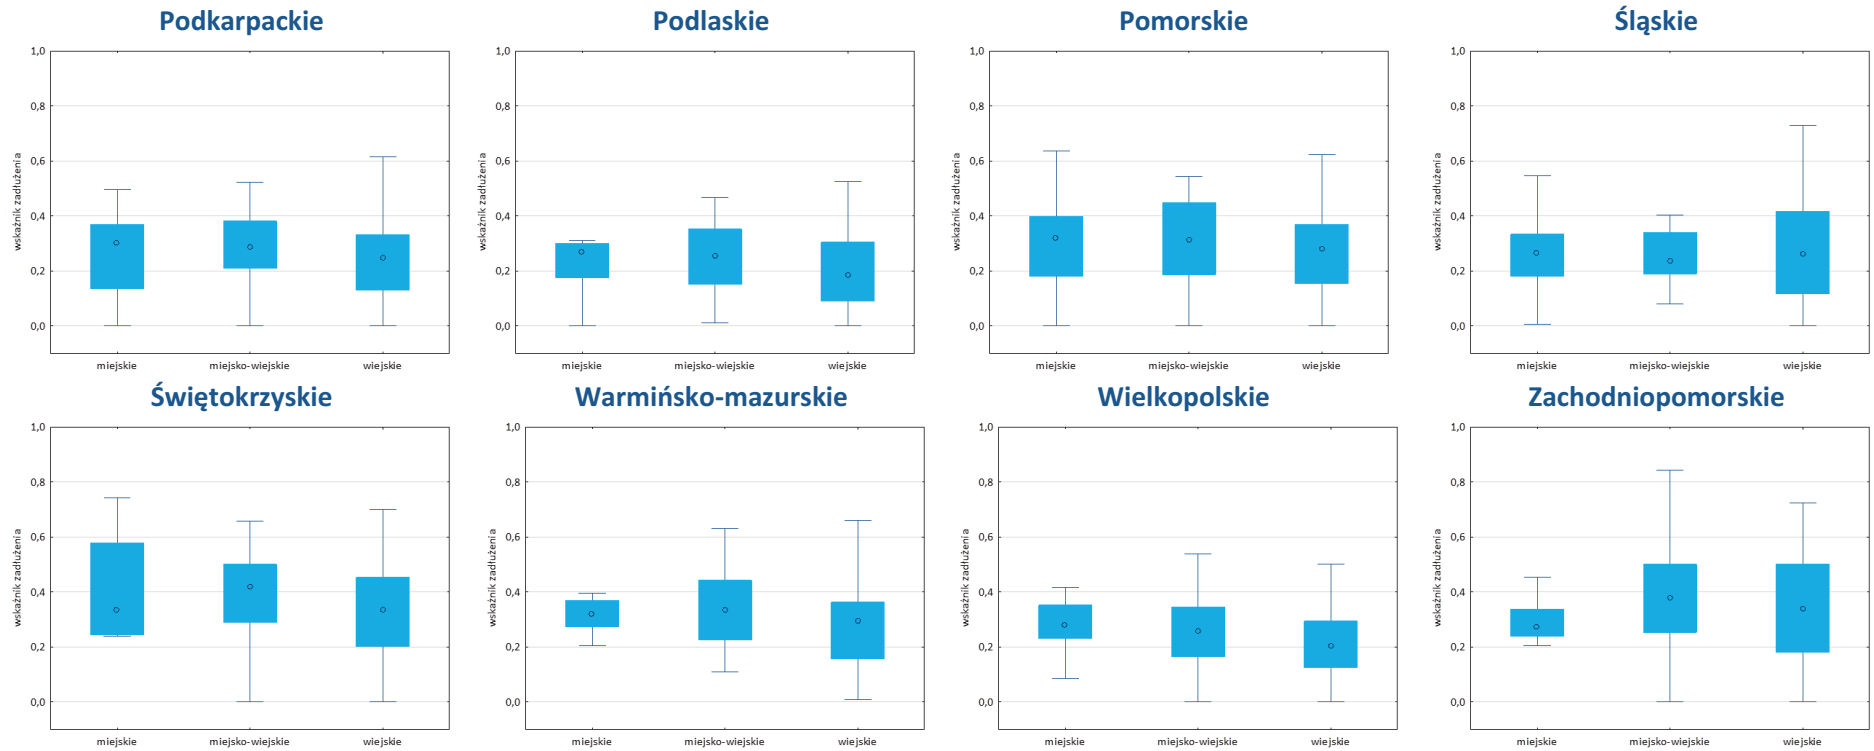 Podkarpackie
1,0
0,8
0,6
0,4
0,2
0,0
wskaźnik zadłużenia
miejskie miejsko-wiejskie wiejskie
Podlaskie
1,0
0,8
0,6
0,4
0,2
0,0
wskaźnik zadłużenia
miejskie miejsko-wiejskie wiejskie
Pomorskie
1,0
0,8
0,6
0,4
0,2
0,0
wskaźnik zadłużenia
miejskie miejsko-wiejskie wiejskie
Śląskie
1,0
0,8
0,6
0,4
0,2
0,0
wskaźnik zadłużenia
miejskie miejsko-wiejskie wiejskie
Świętokrzyskie
1,0
0,8
0,6
0,4
0,2
0,0
wskaźnik zadłużenia
miejskie miejsko-wiejskie wiejskie
Warmińsko-mazurskie
1,0
0,8
0,6
0,4
0,2
0,0
wskaźnik zadłużenia
miejskie miejsko-wiejskie wiejskie
Wielkopolskie
1,0
0,8
0,6
0,4
0,2
0,0
wskaźnik zadłużenia
miejskie miejsko-wiejskie wiejskie
Zachodniopomorskie
1,0
0,8
0,6
0,4
0,2
0,0
wskaźnik zadłużenia
miejskie miejsko-wiejskie wiejskie